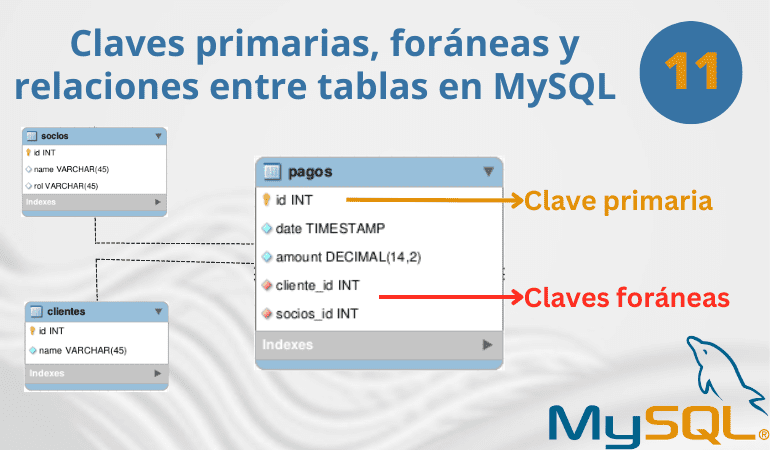 Claves primarias, foráneas y
relaciones entre tablas en MySQL
11
socios
id INT
name VARCHAR(45)
rol VARCHAR(45)
Indexes
pagos
id INT
date TIMESTAMP
amount DECIMAL(14,2)
cliente_id INT
socios_id INT
Indexes
Clave primaria
Claves foráneas
clientes
id INT
name VARCHAR(45)
Indexes
MySQL®